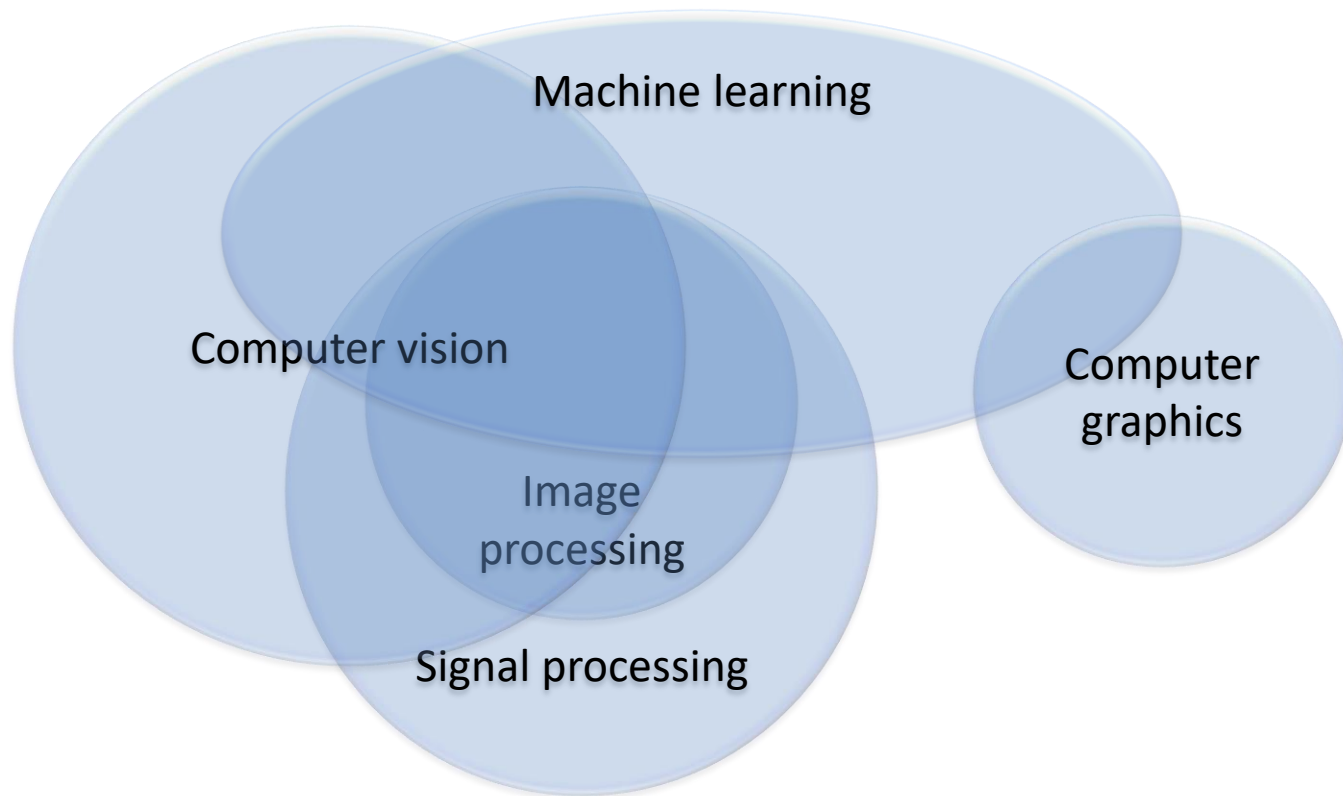 Machine learning
Computer vision
Computer
graphics
Image
processing
Signal processing